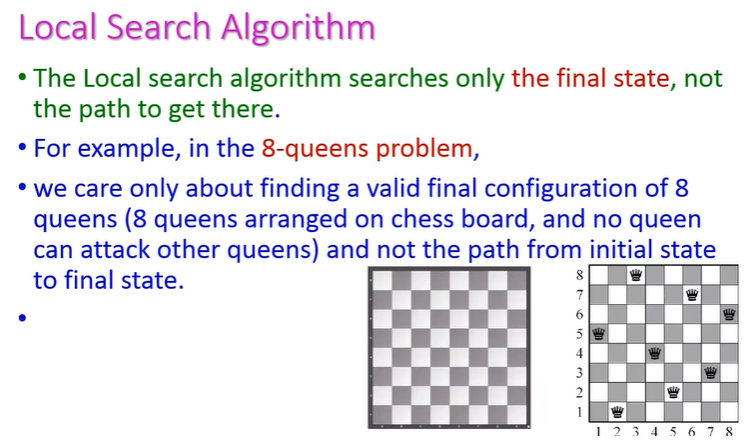 Local Search Algorithm
• The Local search algorithm searches only the final state, not
the path to get there.
• For example, in the 8-queens problem,
• we care only about finding a valid final configuration of 8
queens (8 queens arranged on chess board, and no queen
can attack other queens) and not the path from initial state
to final state.
•
8
7
6
5
4
3
2
1
1 2 3 4 5 6 7 8